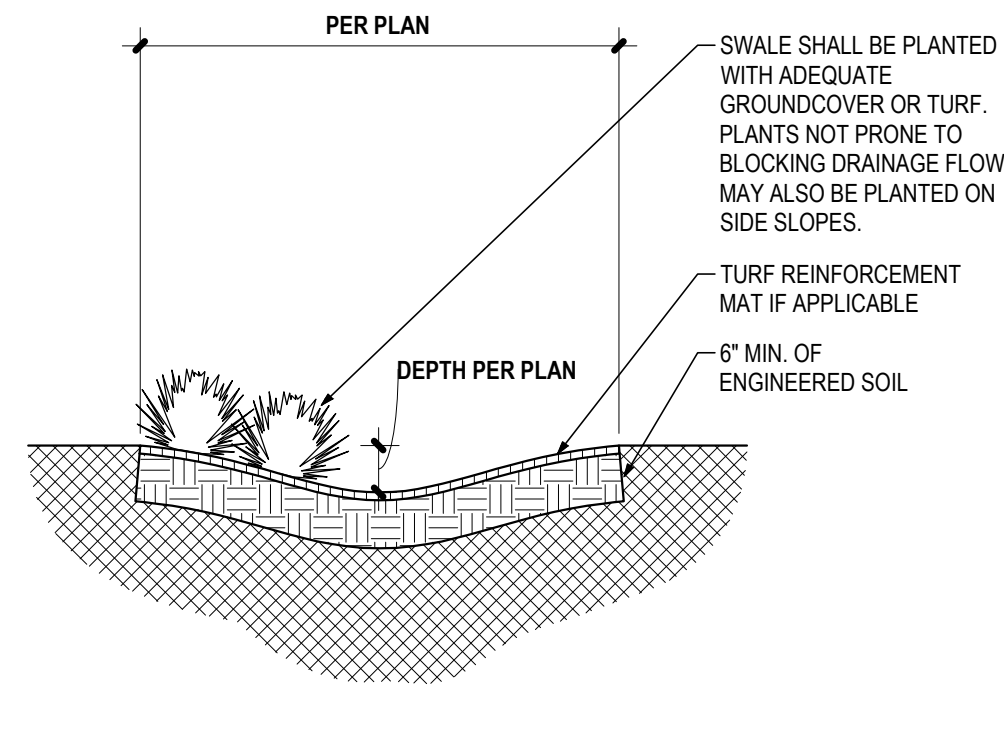 PER PLAN
SWALE SHALL BE PLANTED
WITH ADEQUATE
GROUNDCOVER OR TURF.
PLANTS NOT PRONE TO
BLOCKING DRAINAGE FLOW
MAY ALSO BE PLANTED ON
SIDE SLOPES.
TURF REINFORCEMENT
MAT IF APPLICABLE
6" MIN. OF
ENGINEERED SOIL
DEPTH PER PLAN